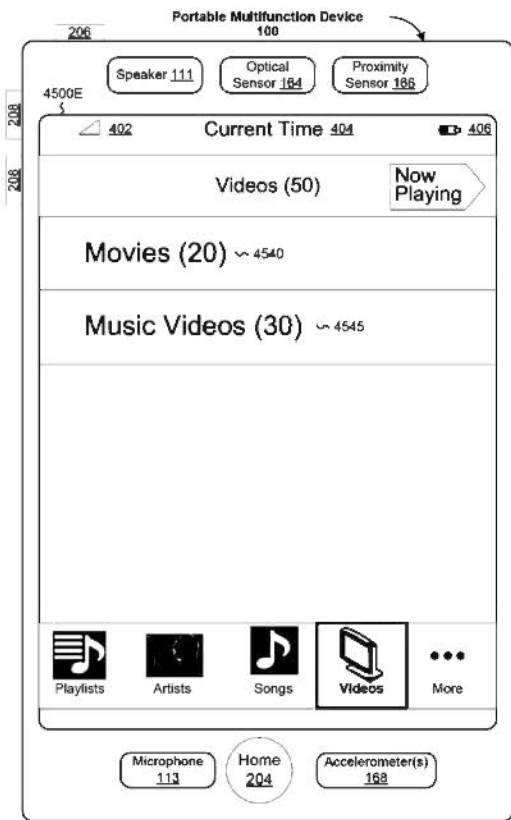 Portable Multifunction Device
100
206
Speaker 111
Optical
Sensor 164
Proximity
Sensor 166
4500E
208
402
Current Time 404
406
208
Videos (50)
Now
Playing
Movies (20) 4540
Music Videos (30) 4545
Playlists
Artists
Songs
Videos
More
Microphone
113
Home
204
Accelerometer(s)
168